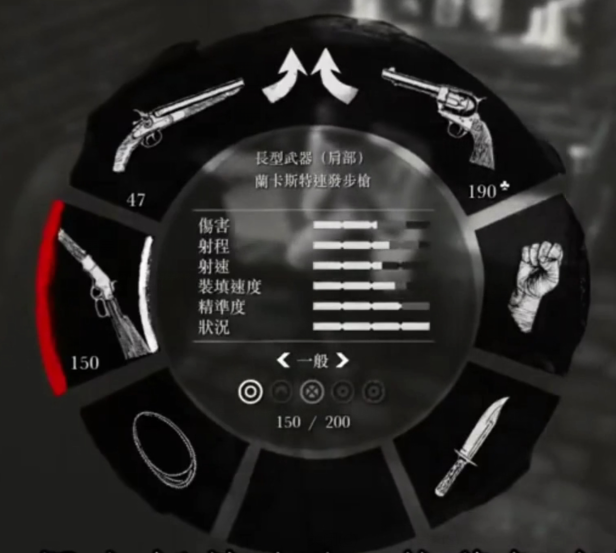 長型武器（肩部）
蘭卡斯特連發步槍
47
190
傷害
射程
射速
裝填速度
精準度
狀況
150
一般
150 / 200